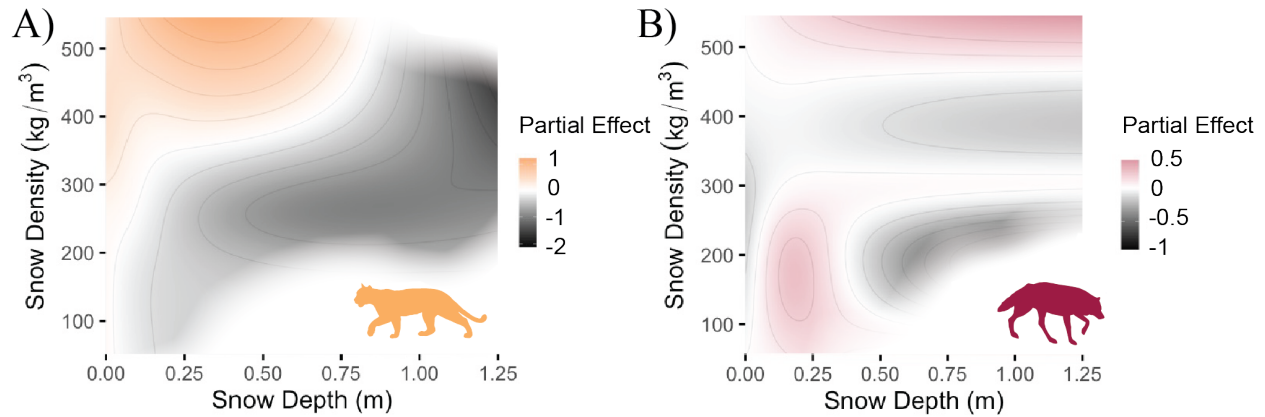 A)
Snow Density (kg/m³)
500
400
300
200
100
0.00 0.25 0.50 0.75 1.00 1.25
Snow Depth (m)
Partial Effect
1
0
-1
-2
B)
Snow Density (kg/m³)
500
400
300
200
100
0.00 0.25 0.50 0.75 1.00 1.25
Snow Depth (m)
Partial Effect
0.5
0
-0.5
-1